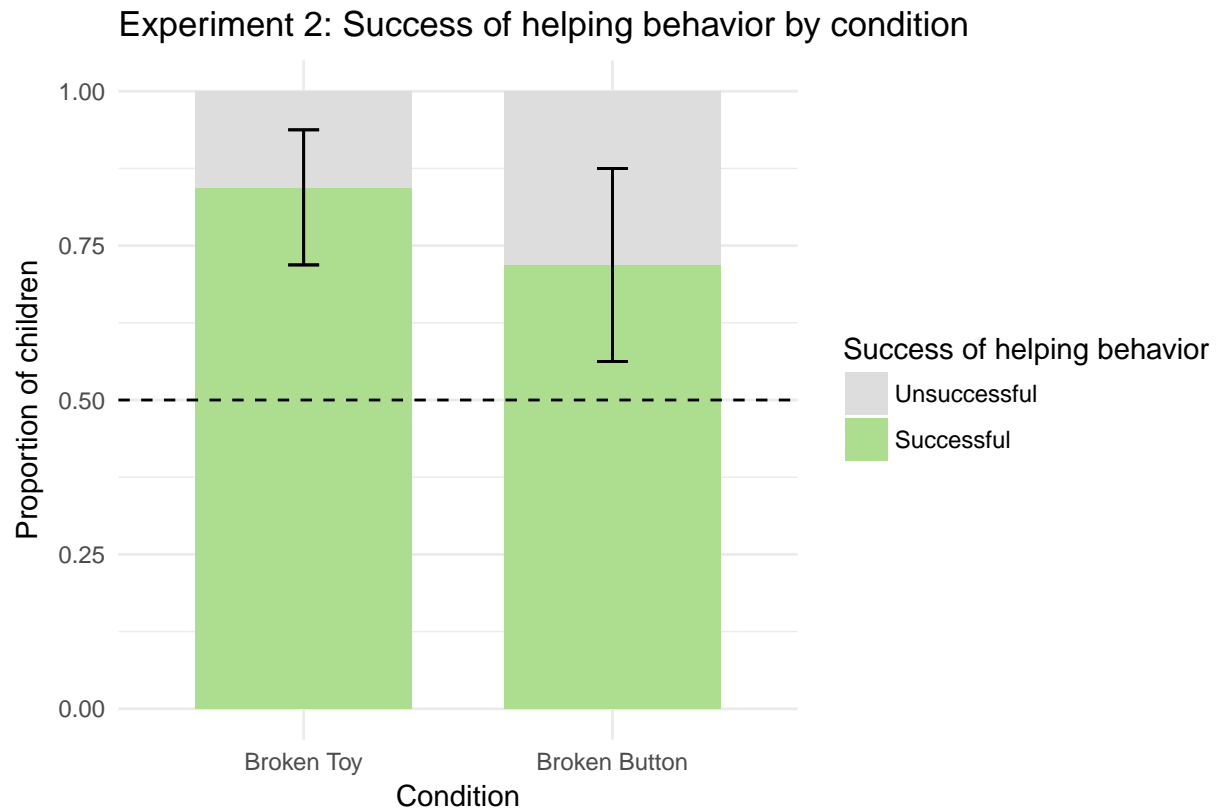 Experiment 2: Success of helping behavior by condition
Proportion of children
1.00
0.75
0.50
0.25
0.00
Broken Toy
Broken Button
Condition
Success of helping behavior
Unsuccessful
Successful